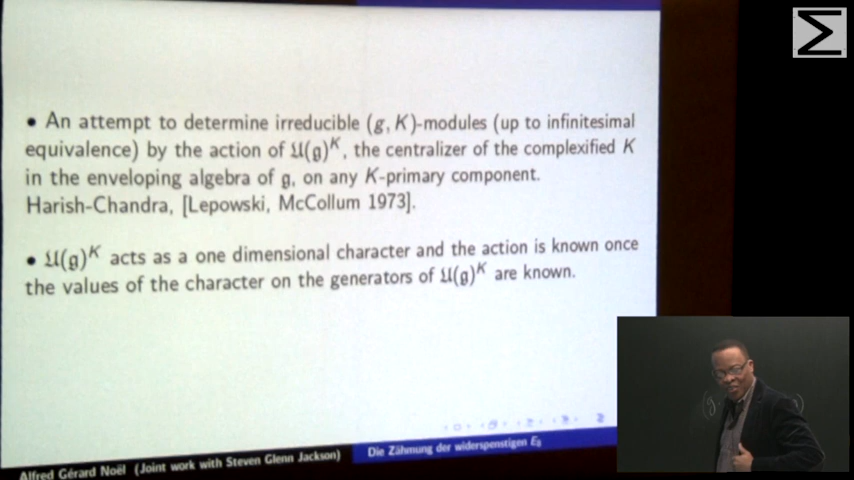 Σ
• An attempt to determine irreducible (g, K)-modules (up to infinitesimal
equivalence) by the action of 𝔘(𝔤)^K, the centralizer of the complexified K
in the enveloping algebra of 𝔤, on any K-primary component.
Harish-Chandra, [Lepowski, McCollum 1973].
• 𝔘(𝔤)^K acts as a one dimensional character and the action is known once
the values of the character on the generators of 𝔘(𝔤)^K are known.
Alfred Gérard Noël (Joint work with Steven Glenn Jackson)
Die Zähmung der widerspenstigen E₈